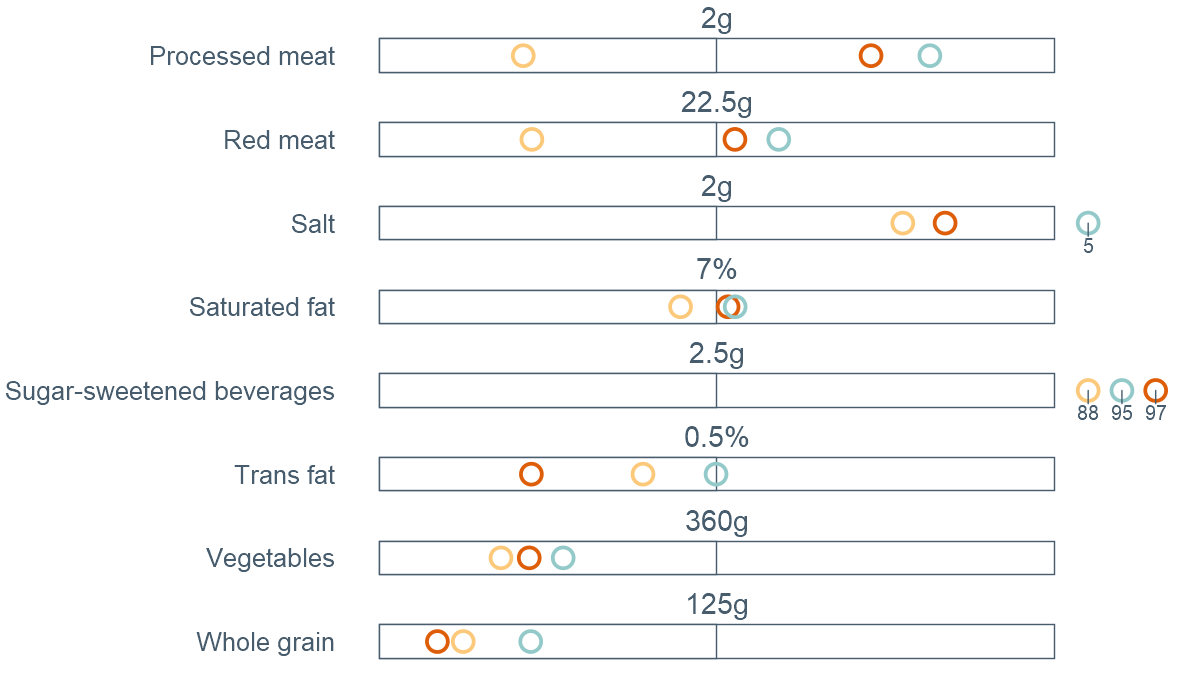 2g
Processed meat
22.5g
Red meat
2g
Salt
5
7%
Saturated fat
2.5g
Sugar-sweetened beverages
88 95 97
0.5%
Trans fat
360g
Vegetables
125g
Whole grain